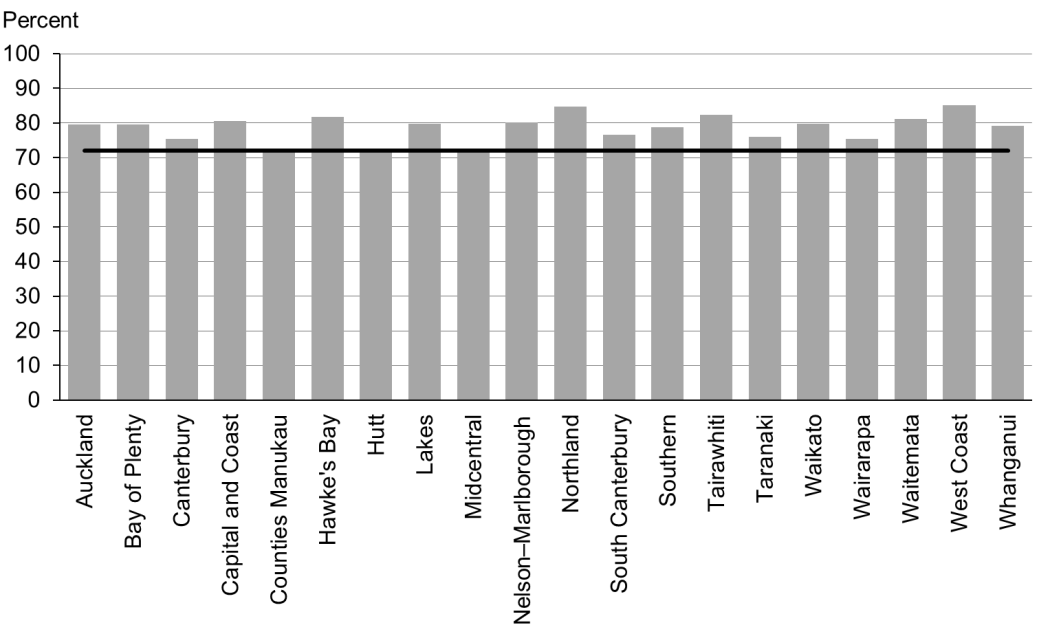 Percent
100
90
80
70
60
50
40
30
20
10
0
Auckland
Bay of Plenty
Canterbury
Capital and Coast
Counties Manukau
Hawke's Bay
Hutt
Lakes
Midcentral
Nelson–Marlborough
Northland
South Canterbury
Southern
Tairawhiti
Taranaki
Waikato
Wairarapa
Waitemata
West Coast
Whanganui